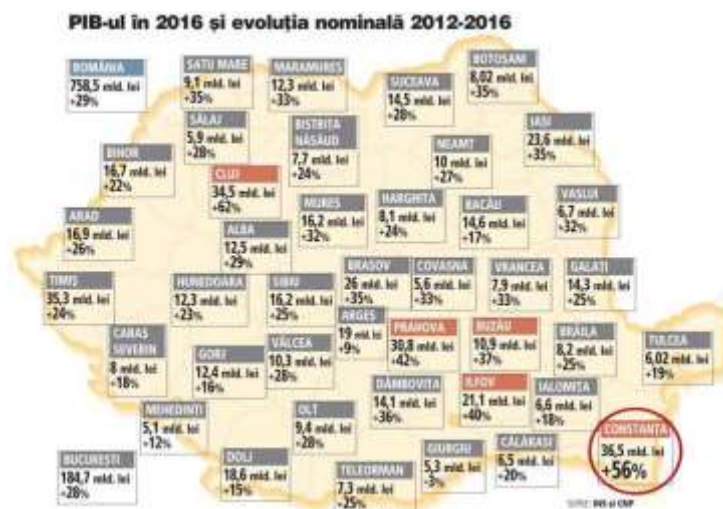 PIB-ul în 2016 și evoluția nominală 2012-2016
ROMÂNIA
758,5 mld. lei
+29%
SATU MARE
9,1 mld. lei
+35%
MARAMUREȘ
12,3 mld. lei
+33%
SUCEAVA
14,5 mld. lei
+28%
BOTOȘANI
8,02 mld. lei
+35%
SĂLAJ
5,9 mld. lei
+28%
BISTRIȚA
NĂSĂUD
7,7 mld. lei
+24%
NEAMȚ
10 mld. lei
+27%
IAȘI
23,6 mld. lei
+35%
BIHOR
16,7 mld. lei
+22%
CLUJ
34,5 mld. lei
+62%
MUREȘ
16,2 mld. lei
+32%
HARGHITA
8,1 mld. lei
+24%
BACĂU
14,6 mld. lei
+17%
VASLUI
6,7 mld. lei
+32%
ARAD
16,9 mld. lei
+26%
ALBA
12,5 mld. lei
+29%
TIMIȘ
35,3 mld. lei
+24%
HUNEDOARA
12,3 mld. lei
+23%
SIBIU
16,2 mld. lei
+25%
BRAȘOV
26 mld. lei
+35%
COVASNA
5,6 mld. lei
+33%
VRANCEA
7,9 mld. lei
+33%
GALAȚI
14,3 mld. lei
+25%
CARAȘ
SEVERIN
8 mld. lei
+18%
GORJ
12,4 mld. lei
+16%
VÂLCEA
10,3 mld. lei
+28%
ARGEȘ
19 mld. lei
+9%
PRAHOVA
30,8 mld. lei
+42%
BUZĂU
10,9 mld. lei
+37%
BRĂILA
8,2 mld. lei
+25%
TULCEA
6,02 mld. lei
+19%
MEHEDINȚI
5,1 mld. lei
+12%
OLT
9,4 mld. lei
+28%
DÂMBOVIȚA
14,1 mld. lei
+36%
ILFOV
21,1 mld. lei
+40%
IALOMIȚA
6,6 mld. lei
+18%
CONSTANȚA
36,5 mld. lei
+56%
BUCUREȘTI
184,7 mld. lei
+28%
DOLJ
18,6 mld. lei
+15%
TELEORMAN
7,3 mld. lei
+25%
GIURGIU
5,3 mld. lei
-3%
CĂLĂRAȘI
6,5 mld. lei
+20%
INS și CNP